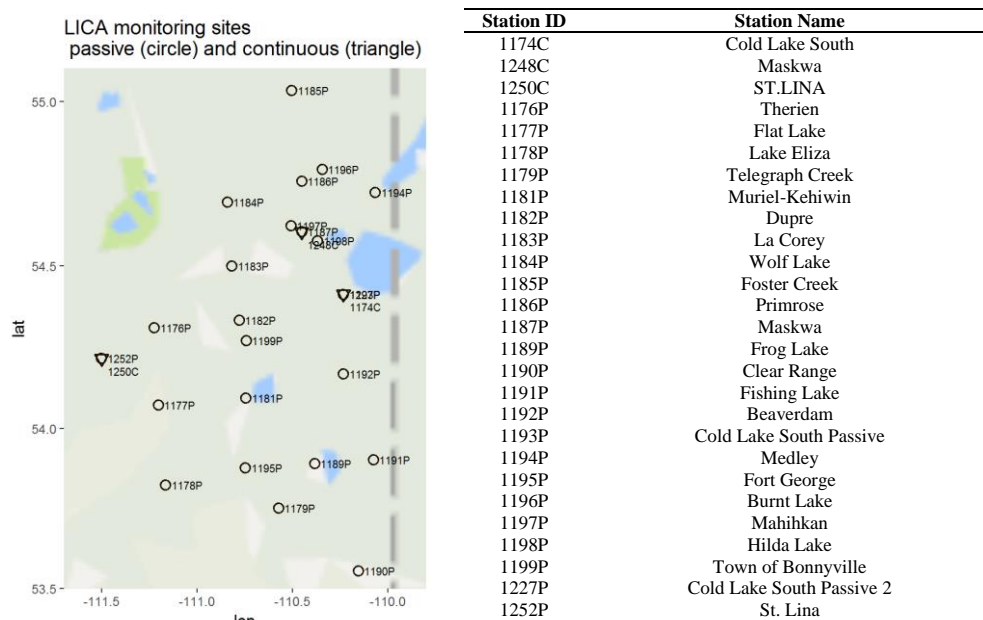 LICA monitoring sites
passive (circle) and continuous (triangle)
55.0
54.5
54.0
53.5
lat
-111.5
-111.0
-110.5
-110.0
1185P
1196P
1186P
1194P
1184P
1197P
1187P
1198P
1248C
1183P
1174C
1182P
1176P
1199P
1252P
1250C
1192P
1181P
1177P
1191P
1189P
1195P
1178P
1179P
1190P
Station ID Station Name
1174C Cold Lake South
1248C Maskwa
1250C ST.LINA
1176P Therien
1177P Flat Lake
1178P Lake Eliza
1179P Telegraph Creek
1181P Muriel-Kehiwin
1182P Dupre
1183P La Corey
1184P Wolf Lake
1185P Foster Creek
1186P Primrose
1187P Maskwa
1189P Frog Lake
1190P Clear Range
1191P Fishing Lake
1192P Beaverdam
1193P Cold Lake South Passive
1194P Medley
1195P Fort George
1196P Burnt Lake
1197P Mahihkan
1198P Hilda Lake
1199P Town of Bonnyville
1227P Cold Lake South Passive 2
1252P St. Lina